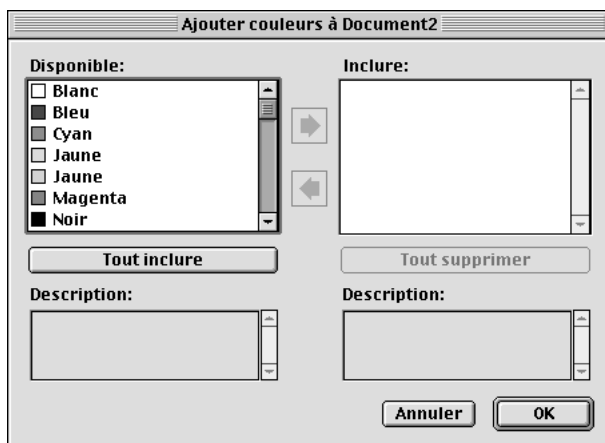 Ajouter couleurs à Document2
Disponible:
Inclure:
Blanc
Bleu
Cyan
Jaune
Jaune
Magenta
Noir
Tout inclure
Tout supprimer
Description:
Description:
Annuler
OK